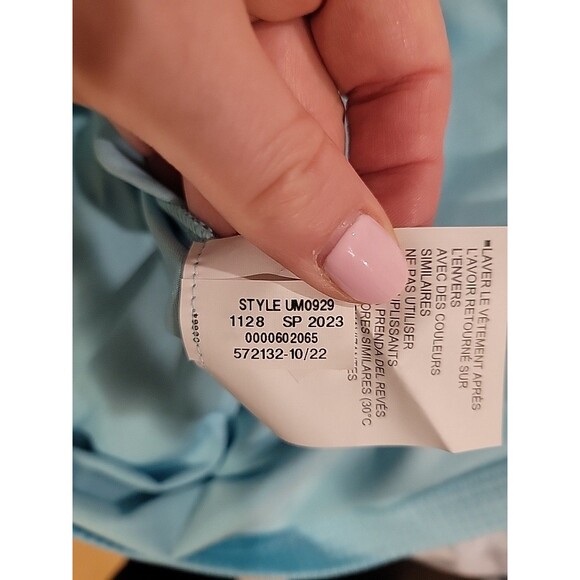 STYLE UM0929
1128 SP 2023
0000602065
572132-10/22
■LAVER LE VÊTEMENT APRÈS
L'AVOIR RETOURNÉ SUR
L'ENVERS
AVEC DES COULEURS
SIMILAIRES
NE PAS UTILISER
PRENDA DEL REVÉS
ORES SIMILARES (30°C